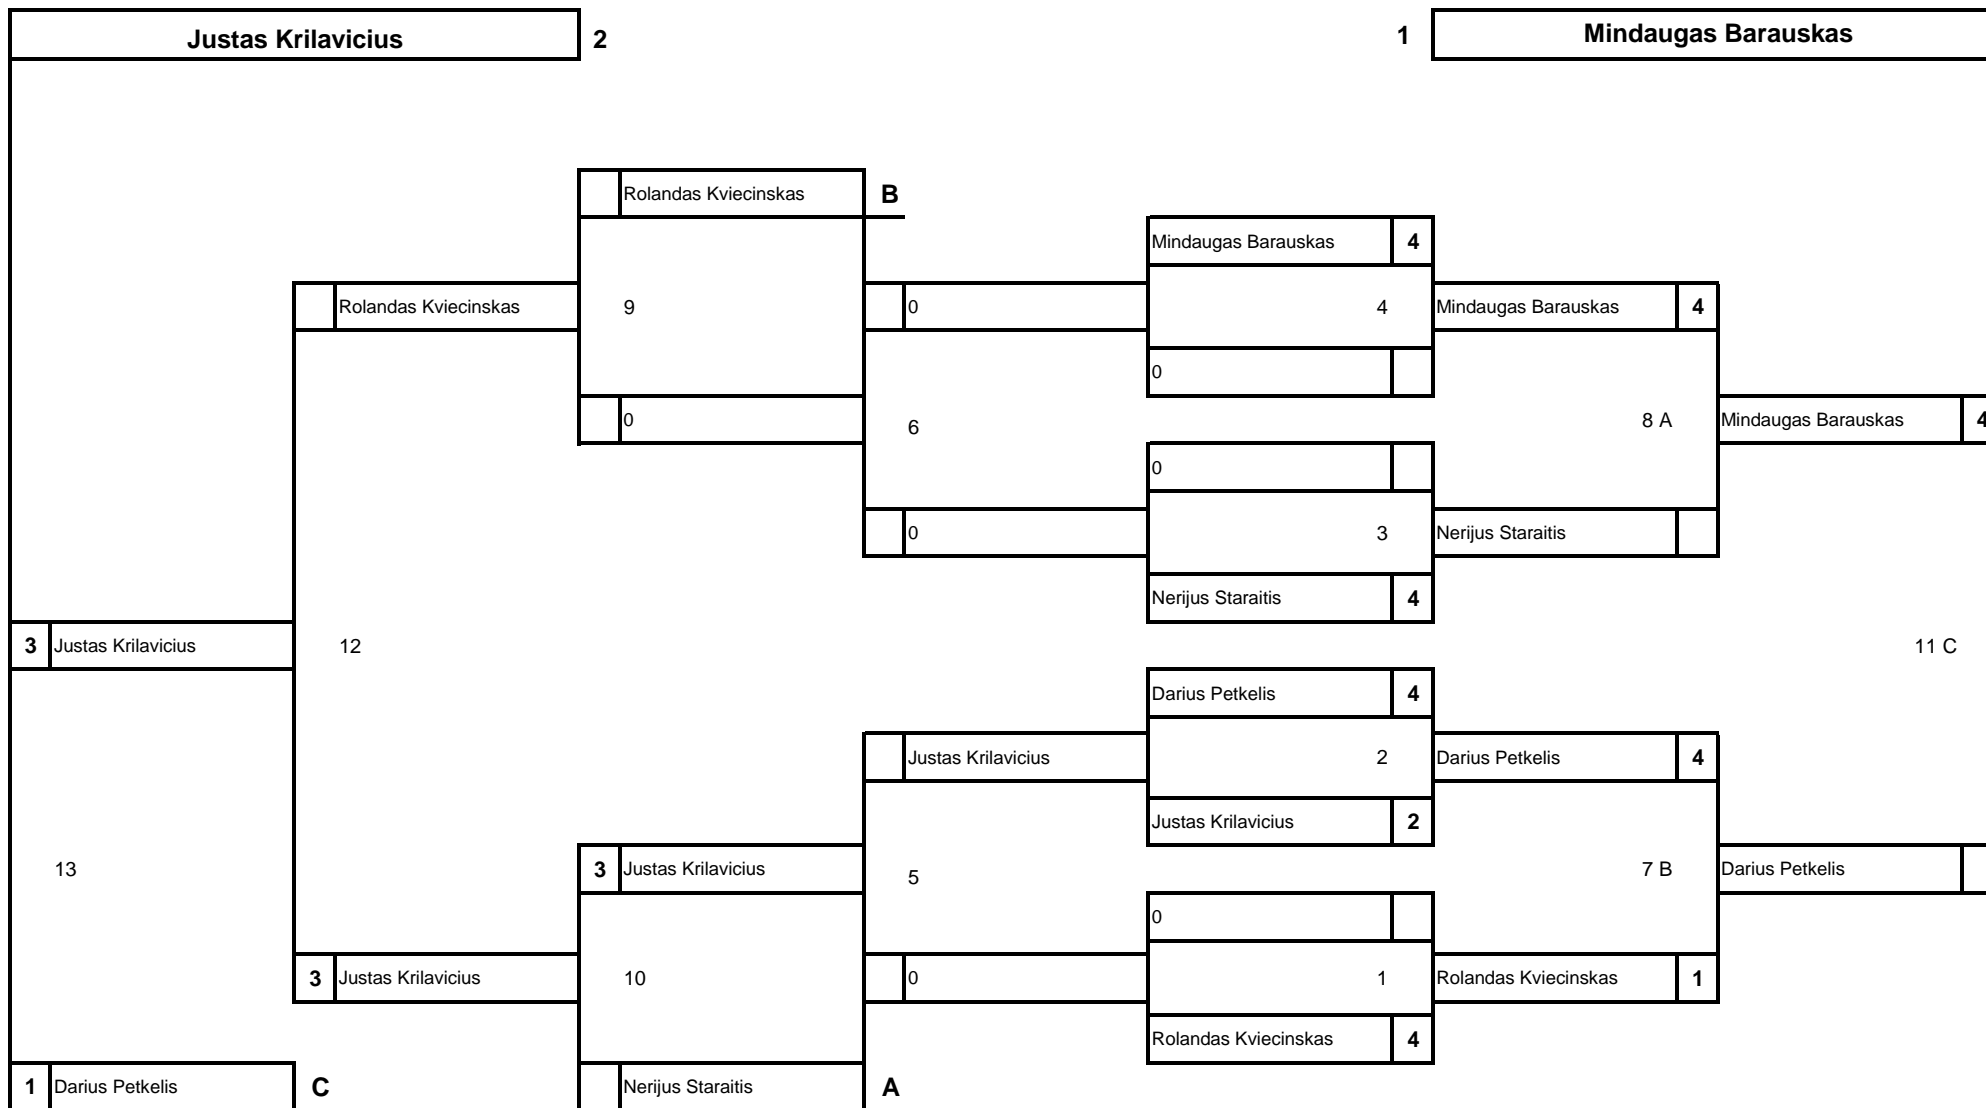 Justas Krilavicius 2 1 Mindaugas Barauskas
Rolandas Kviecinskas B
Mindaugas Barauskas 4
Rolandas Kviecinskas 9 0 4 Mindaugas Barauskas 4
0
0 6 8 A Mindaugas Barauskas 4
0
0 3 Nerijus Staraitis
Nerijus Staraitis 4
3 Justas Krilavicius 12 11 C
Darius Petkelis 4
Justas Krilavicius 2 Darius Petkelis 4
Justas Krilavicius 2
13 3 Justas Krilavicius 5 7 B Darius Petkelis
0
3 Justas Krilavicius 10 0 1 Rolandas Kviecinskas 1
Rolandas Kviecinskas 4
1 Darius Petkelis C Nerijus Staraitis A